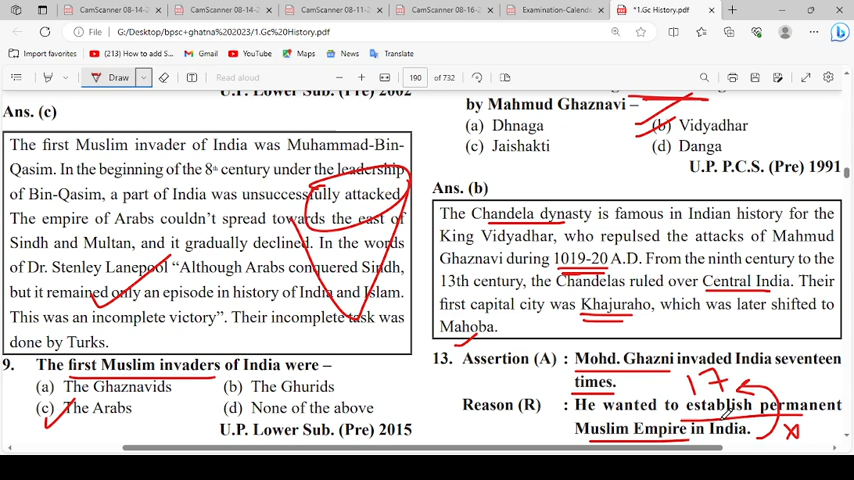 CamScanner 08-14-2
CamScanner 08-14-2
CamScanner 08-11-2
CamScanner 08-16-2
Examination-Calend
*1.Gc History.pdf
File
G:/Desktop/bpsc+ghatna%202023/1.Gc%20History.pdf
Import favorites
(213) How to add S...
Gmail
YouTube
Maps
News
Translate
Draw
Read aloud
190 of 732
U.P. Lower Sub. (Pre) 2002
Ans. (c)
The first Muslim invader of India was Muhammad-Bin-
Qasim. In the beginning of the 8th century under the leadership
of Bin-Qasim, a part of India was unsuccessfully attacked.
The empire of Arabs couldn't spread towards the east of
Sindh and Multan, and it gradually declined. In the words
of Dr. Stenley Lanepool "Although Arabs conquered Sindh,
but it remained only an episode in history of India and Islam.
This was an incomplete victory". Their incomplete task was
done by Turks.
9. The first Muslim invaders of India were –
(a) The Ghaznavids (b) The Ghurids
(c) The Arabs (d) None of the above
U.P. Lower Sub. (Pre) 2015
by Mahmud Ghaznavi –
(a) Dhnaga (b) Vidyadhar
(c) Jaishakti (d) Danga
U.P. P.C.S. (Pre) 1991
Ans. (b)
The Chandela dynasty is famous in Indian history for the
King Vidyadhar, who repulsed the attacks of Mahmud
Ghaznavi during 1019-20 A.D. From the ninth century to the
13th century, the Chandelas ruled over Central India. Their
first capital city was Khajuraho, which was later shifted to
Mahoba.
13. Assertion (A) : Mohd. Ghazni invaded India seventeen
times. 17
Reason (R) : He wanted to establish permanent
Muslim Empire in India.